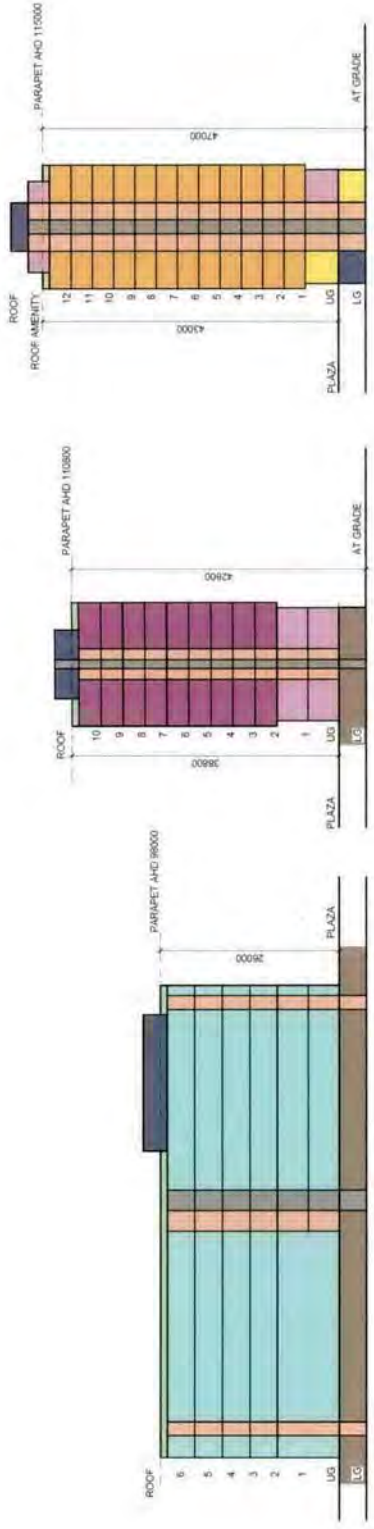 ROOF
PARAPET AHD 98000
6
5
4
3
2
1
UG
LG
26000
PLAZA
ROOF
PARAPET AHD 110800
10
9
8
7
6
5
4
3
2
1
UG
LG
38800
42800
PLAZA
AT GRADE
ROOF
ROOF AMENITY
PARAPET AHD 115000
12
11
10
9
8
7
6
5
4
3
2
1
UG
LG
43000
47000
PLAZA
AT GRADE